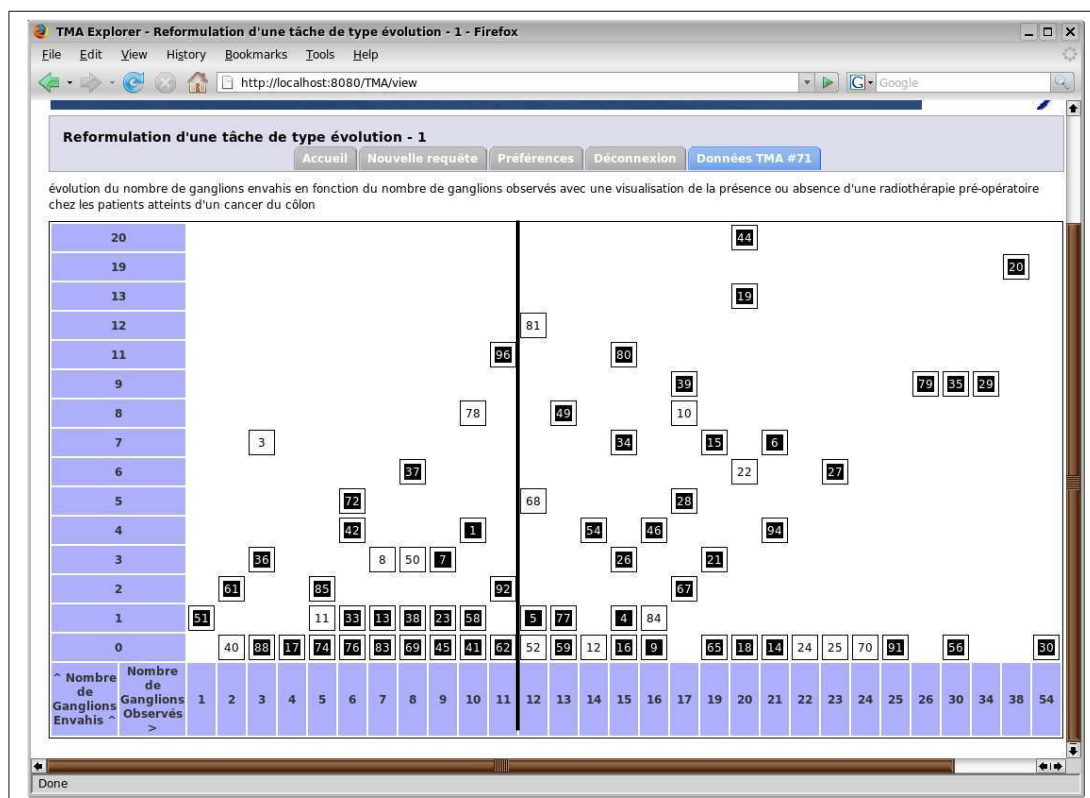 TMA Explorer - Reformulation d'une tâche de type évolution - 1 - Firefox
File Edit View History Bookmarks Tools Help
http://localhost:8080/TMA/view G Google
Reformulation d'une tâche de type évolution - 1
Accueil Nouvelle requête Préférences Déconnexion Données TMA #71
évolution du nombre de ganglions envahis en fonction du nombre de ganglions observés avec une visualisation de la présence ou absence d'une radiothérapie pré-opératoire
chez les patients atteints d'un cancer du côlon
20 44
19 20
13 19
12 81
11 96 80
9 39 79 35 29
8 78 49 10
7 3 34 15 6
6 37 22 27
5 72 68 28
4 42 1 54 46 94
3 36 8 50 7 26 21
2 61 85 92 67
1 51 11 33 13 38 23 58 5 77 4 84
0 40 88 17 74 76 83 69 45 41 62 52 59 12 16 9 65 18 14 24 25 70 91 56 30
^ Nombre de Ganglions Envahis ^ Nombre de Ganglions Observés > 1 2 3 4 5 6 7 8 9 10 11 12 13 14 15 16 17 19 20 21 22 23 24 25 26 30 34 38 54
Done